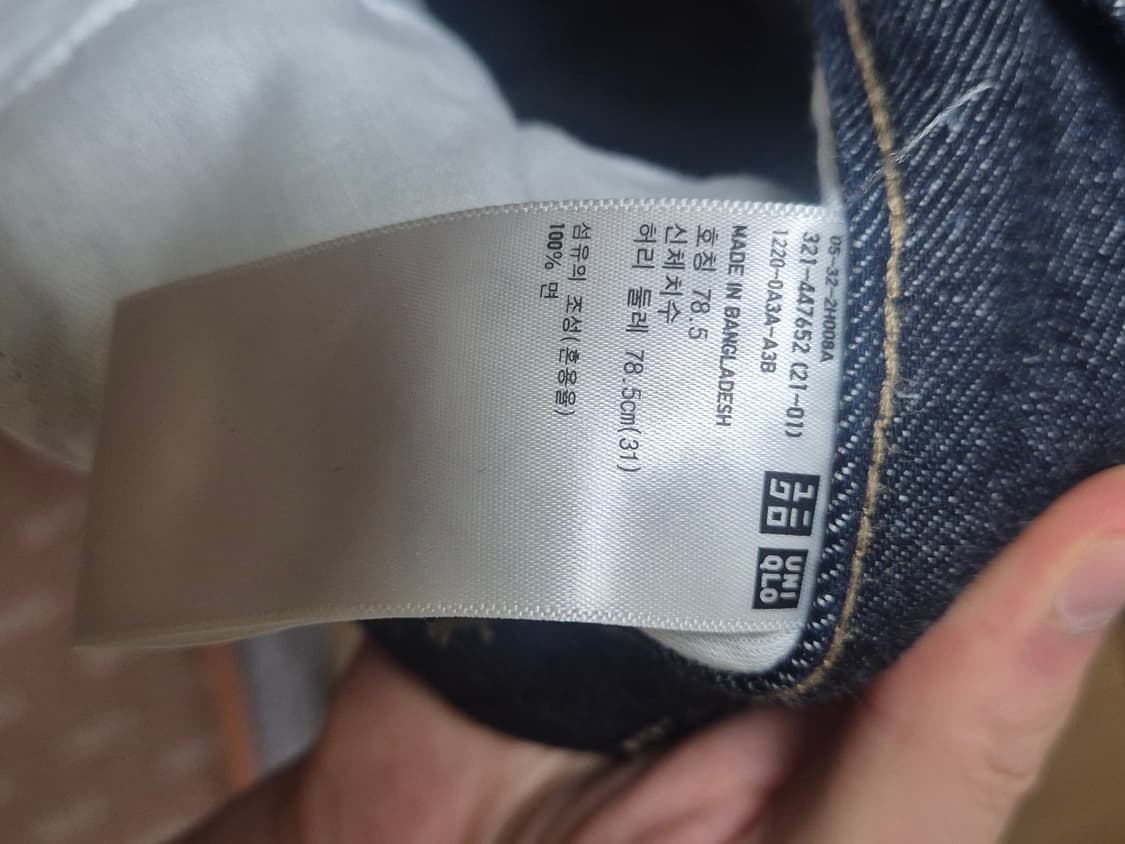 05-32-2H008A
321-447652 (21-01)
1220-0A3A-A3B
MADE IN BANGLADESH
호칭 78.5
신체치수
허리 둘레 78.5cm(31)
섬유의 조성(혼용율)
100% 면
ユニ
クロ
UNI
QLO